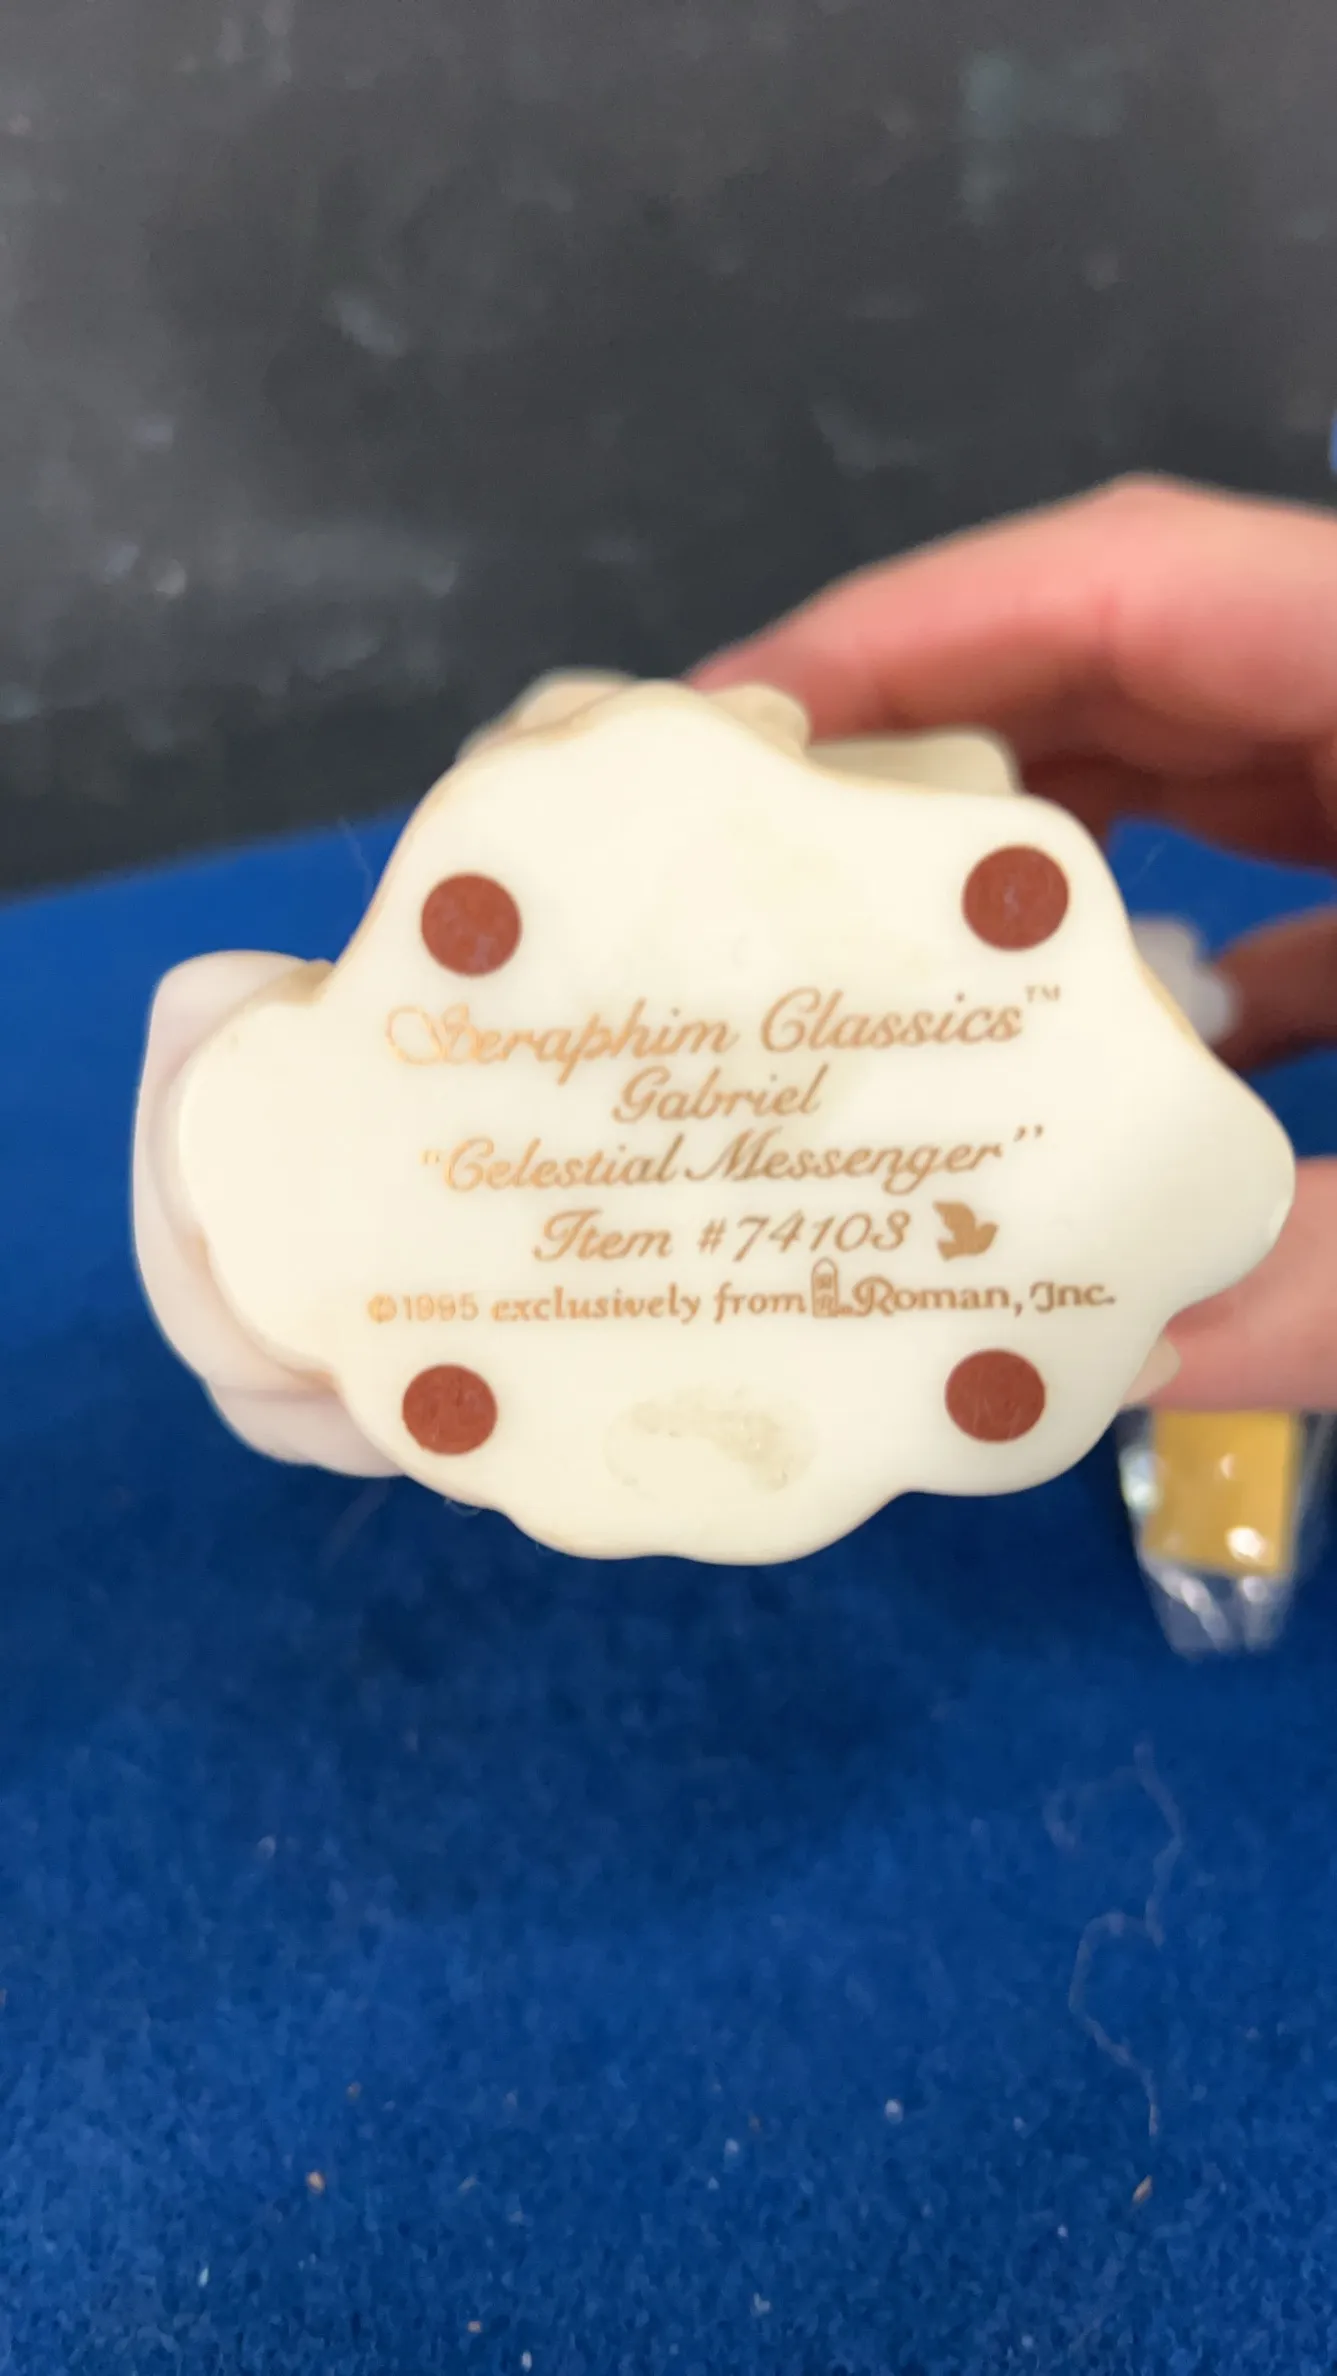 Seraphim Classics™
Gabriel
"Celestial Messenger"
Item #74103
©1995 exclusively from Roman, Inc.